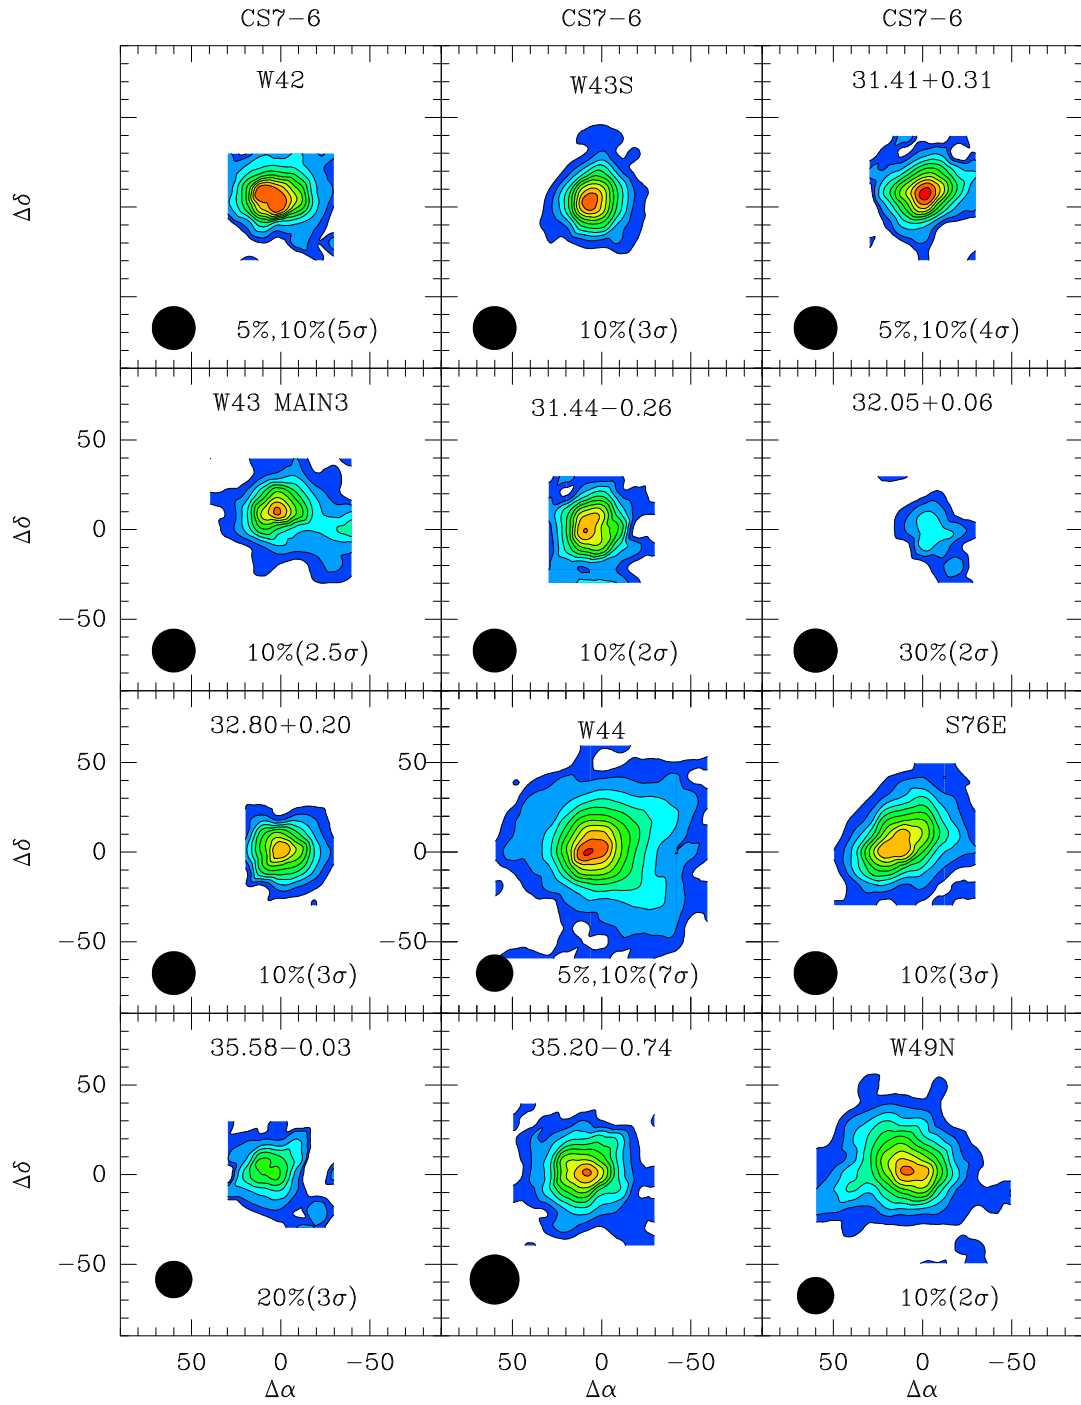 CS7−6 CS7−6 CS7−6
W42 W43S 31.41+0.31
Δδ
5%,10%(5σ) 10%(3σ) 5%,10%(4σ)
W43 MAIN3 31.44−0.26 32.05+0.06
50
Δδ 0
−50
10%(2.5σ) 10%(2σ) 30%(2σ)
32.80+0.20 W44 S76E
50 50
Δδ 0 0
−50 −50
10%(3σ) 5%,10%(7σ) 10%(3σ)
35.58−0.03 35.20−0.74 W49N
50
Δδ 0
−50
20%(3σ) 10%(2σ)
50 0 −50 50 0 −50 50 0 −50
Δα Δα Δα